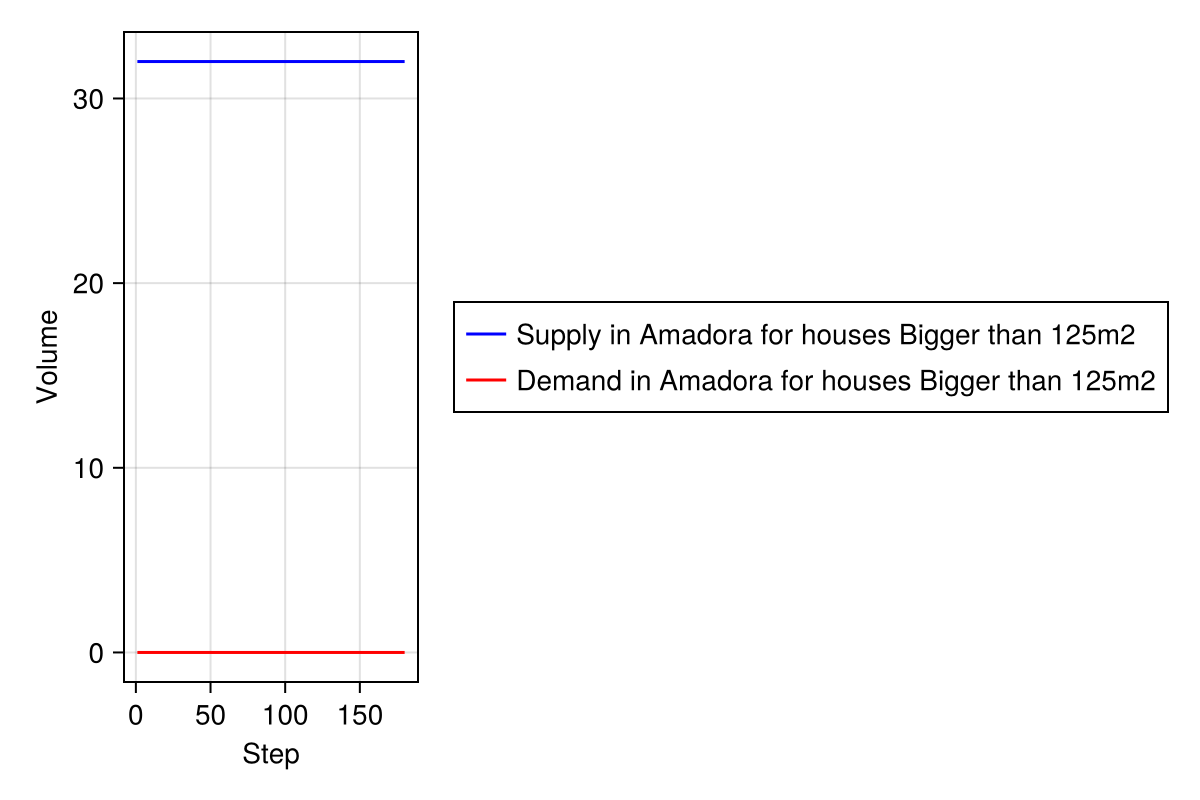 30
20
10
0
Volume
0 50 100 150
Step
Supply in Amadora for houses Bigger than 125m2
Demand in Amadora for houses Bigger than 125m2